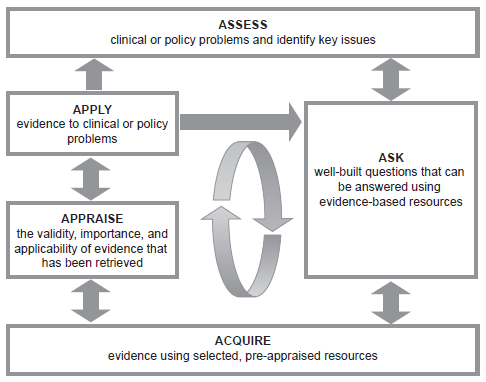 ASSESS
clinical or policy problems and identify key issues
APPLY
evidence to clinical or policy
problems
ASK
well-built questions that can
be answered using
evidence-based resources
APPRAISE
the validity, importance, and
applicability of evidence that
has been retrieved
ACQUIRE
evidence using selected, pre-appraised resources